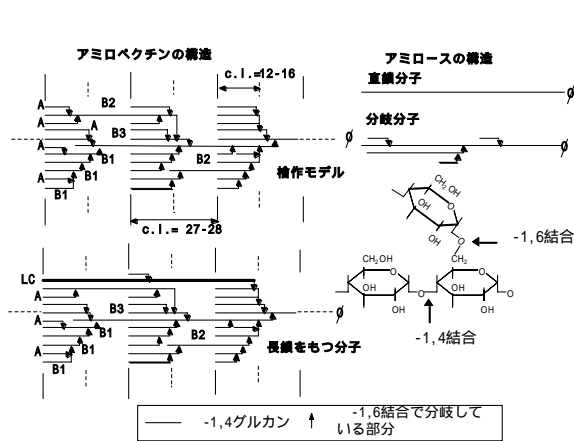 アミロペクチンの構造
c.l.=12-16
A
B2
A
A
B3
A
B1
B2
A
B1
B1
φ
檜作モデル
c.l.= 27-28
LC
A
B3
A
B1
B2
A
B1
B1
φ
長鎖をもつ分子
アミロースの構造
直鎖分子
φ
分岐分子
φ
CH2 OH
O
OH
OH
O
-1,6結合
CH2OH
CH2
O
O
OH
OH
O
O
OH
OH
-1,4結合
-1,4グルカン
-1,6結合で分岐して
いる部分